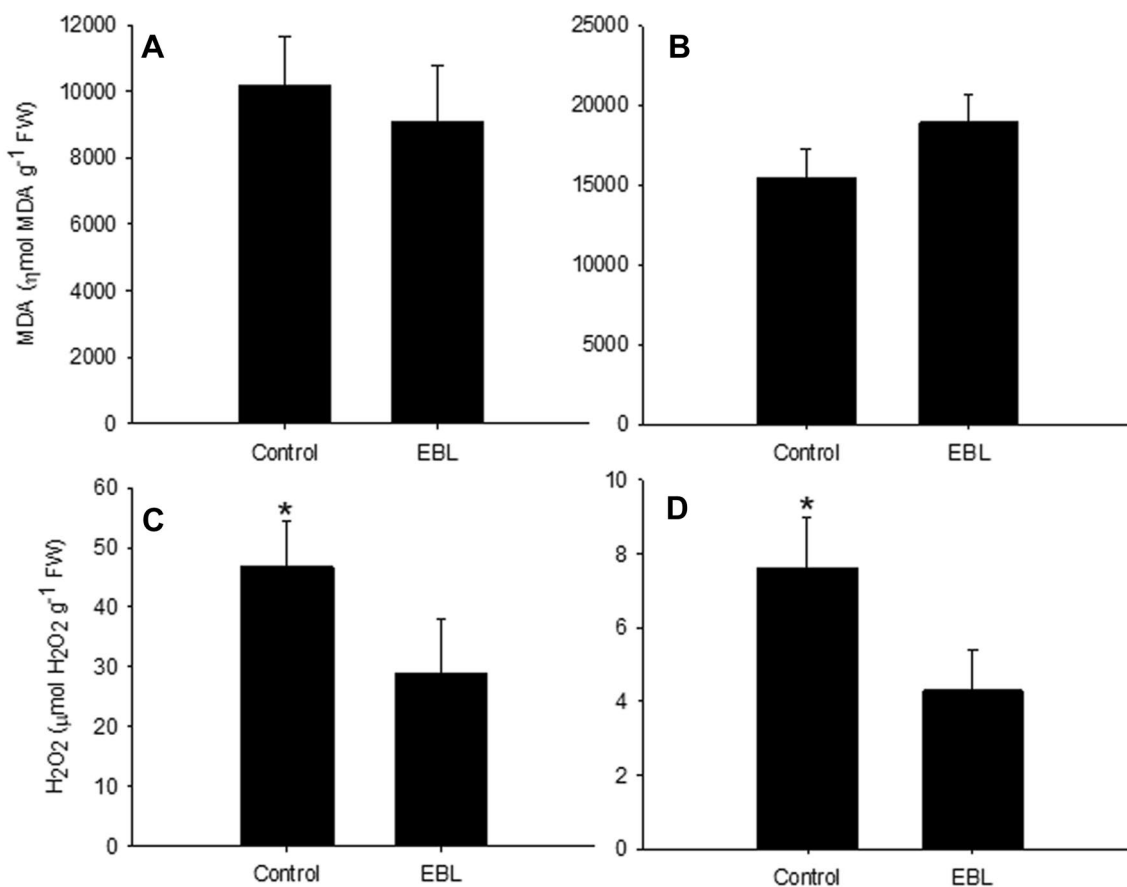 A
MDA (ηmol MDA g-1 FW)
12000
10000
8000
6000
4000
2000
0
Control EBL
B
25000
20000
15000
10000
5000
0
Control EBL
C
H2O2 (μmol H2O2 g-1 FW)
60
50
40
30
20
10
0
*
Control EBL
D
10
8
6
4
2
0
*
Control EBL